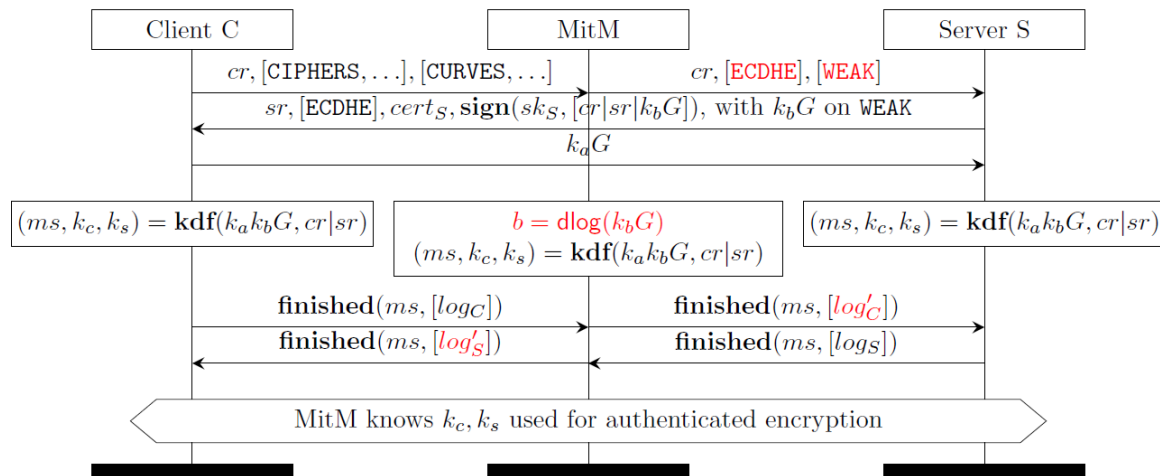 Client C
MitM
Server S
cr, [CIPHERS, ...], [CURVES, ...]
cr, [ECDHE], [WEAK]
sr, [ECDHE], cert_S, sign(sk_S, [cr|sr|k_bG]), with k_bG on WEAK
k_aG
(ms, k_c, k_s) = kdf(k_ak_bG, cr|sr)
b = dlog(k_bG)
(ms, k_c, k_s) = kdf(k_ak_bG, cr|sr)
(ms, k_c, k_s) = kdf(k_ak_bG, cr|sr)
finished(ms, [log_C])
finished(ms, [log'_C])
finished(ms, [log'_S])
finished(ms, [log_S])
MitM knows k_c, k_s used for authenticated encryption